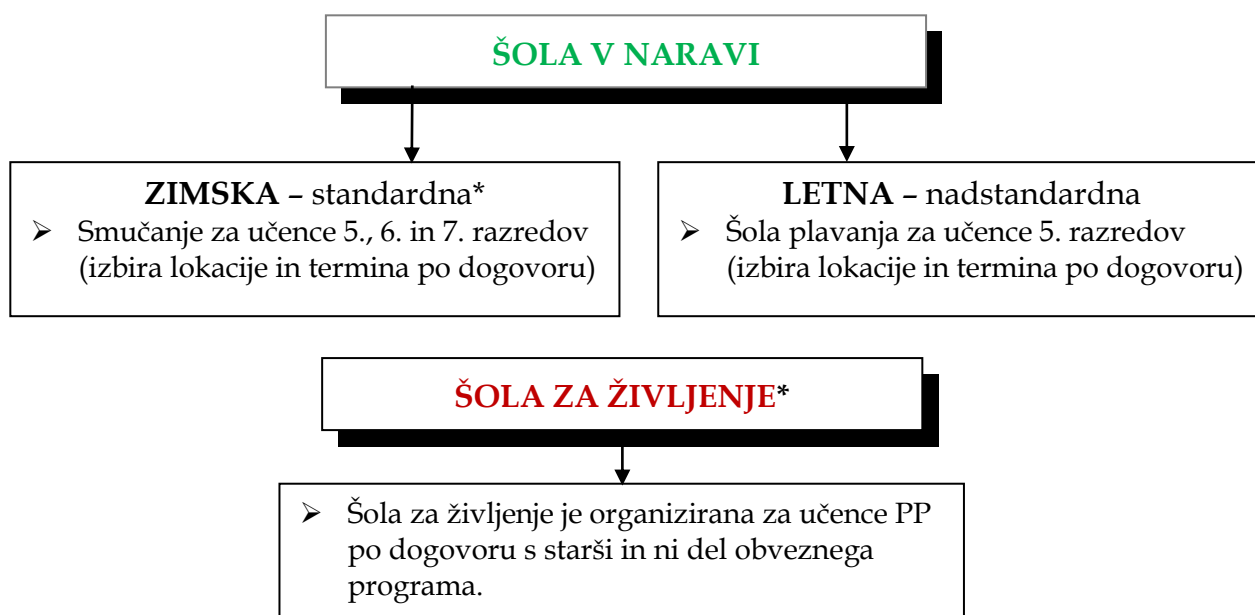 ŠOLA V NARAVI
ZIMSKA – standardna*
➢ Smučanje za učence 5., 6. in 7. razredov
(izbira lokacije in termina po dogovoru)
LETNA – nadstandardna
➢ Šola plavanja za učence 5. razredov
(izbira lokacije in termina po dogovoru)
ŠOLA ZA ŽIVLJENJE*
➢ Šola za življenje je organizirana za učence PP
po dogovoru s starši in ni del obveznega
programa.